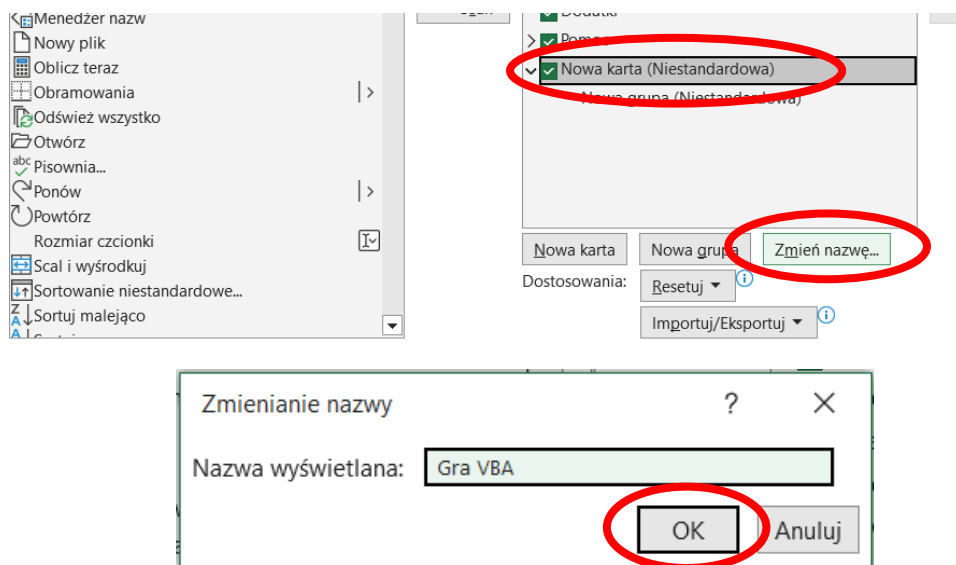 Menedżer nazw
Nowy plik
Oblicz teraz
Obramowania
Odśwież wszystko
Otwórz
abc
Pisownia...
Ponów
Powtórz
Rozmiar czcionki
Scal i wyśrodkuj
Sortowanie niestandardowe...
Sortuj malejąco
Dodatki
Pomoc
Nowa karta (Niestandardowa)
Nowa grupa (Niestandardowa)
Nowa karta
Nowa grupa
Zmień nazwę...
Dostosowania:
Resetuj
Importuj/Eksportuj
Zmienianie nazwy
Nazwa wyświetlana:
Gra VBA
OK
Anuluj